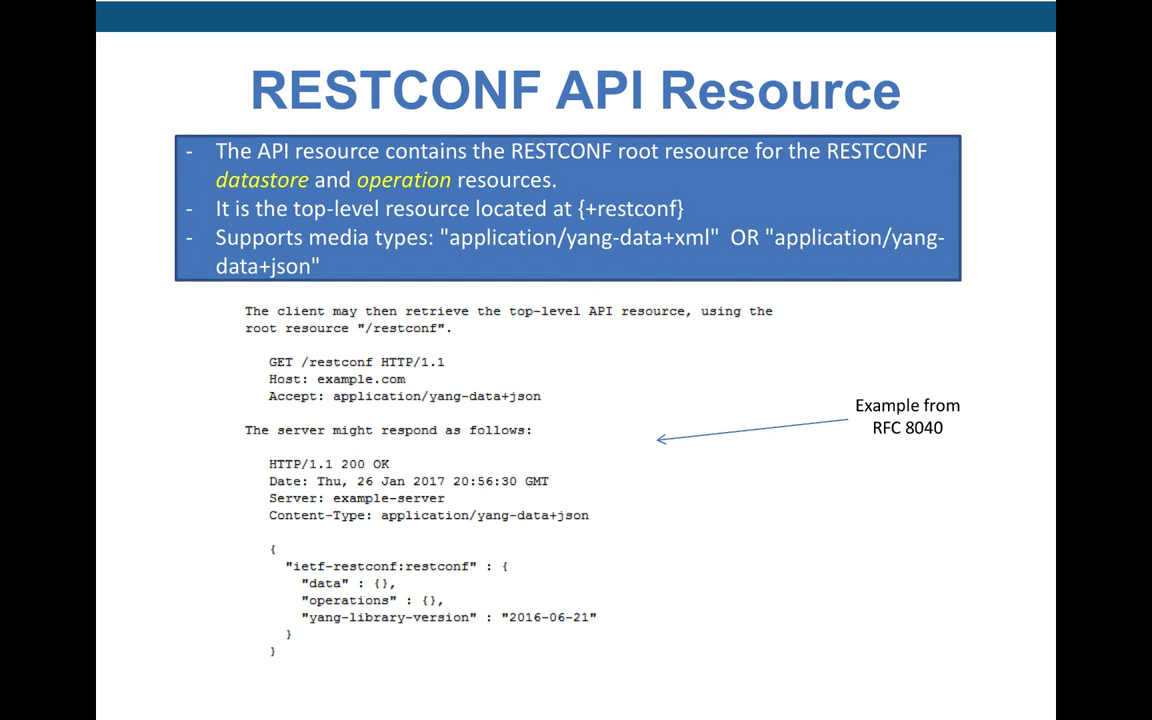 RESTCONF API Resource
- The API resource contains the RESTCONF root resource for the RESTCONF
datastore and operation resources.
- It is the top-level resource located at {+restconf}
- Supports media types: "application/yang-data+xml"  OR "application/yang-
data+json"
The client may then retrieve the top-level API resource, using the
root resource "/restconf".
GET /restconf HTTP/1.1
Host: example.com
Accept: application/yang-data+json
The server might respond as follows:
HTTP/1.1 200 OK
Date: Thu, 26 Jan 2017 20:56:30 GMT
Server: example-server
Content-Type: application/yang-data+json
{
"ietf-restconf:restconf" : {
"data" : {},
"operations" : {},
"yang-library-version" : "2016-06-21"
}
}
Example from
RFC 8040